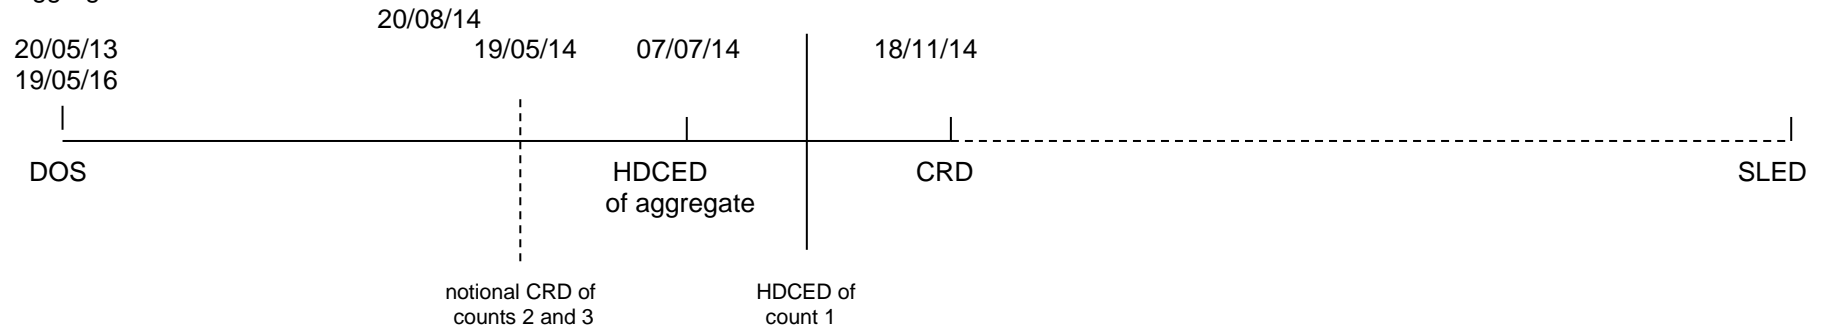 20/08/14
20/05/13 19/05/14 07/07/14 18/11/14
19/05/16
DOS HDCED CRD SLED
of aggregate
notional CRD of HDCED of
counts 2 and 3 count 1